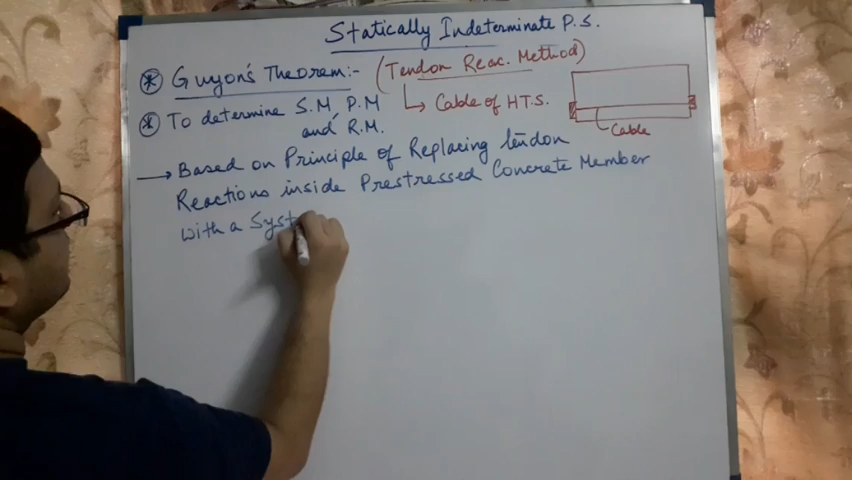 Statically Indeterminate P.S.
* Guyon's Theorem:- (Tendon Reac. Method)
Cable of H.T.S.
* To determine S.M, P.M
and R.M.
Cable
Based on Principle of Replacing tendon
Reactions inside Prestressed Concrete Member
with a Syst